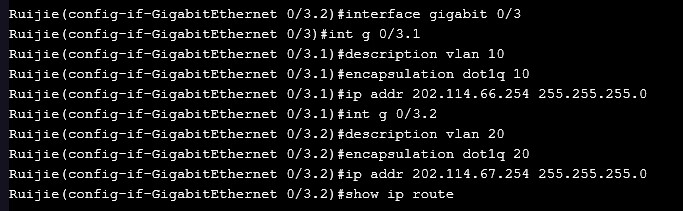 Ruijie(config-if-GigabitEthernet 0/3.2)#interface gigabit 0/3
Ruijie(config-if-GigabitEthernet 0/3)#int g 0/3.1
Ruijie(config-if-GigabitEthernet 0/3.1)#description vlan 10
Ruijie(config-if-GigabitEthernet 0/3.1)#encapsulation dot1q 10
Ruijie(config-if-GigabitEthernet 0/3.1)#ip addr 202.114.66.254 255.255.255.0
Ruijie(config-if-GigabitEthernet 0/3.1)#int g 0/3.2
Ruijie(config-if-GigabitEthernet 0/3.2)#description vlan 20
Ruijie(config-if-GigabitEthernet 0/3.2)#encapsulation dot1q 20
Ruijie(config-if-GigabitEthernet 0/3.2)#ip addr 202.114.67.254 255.255.255.0
Ruijie(config-if-GigabitEthernet 0/3.2)#show ip route